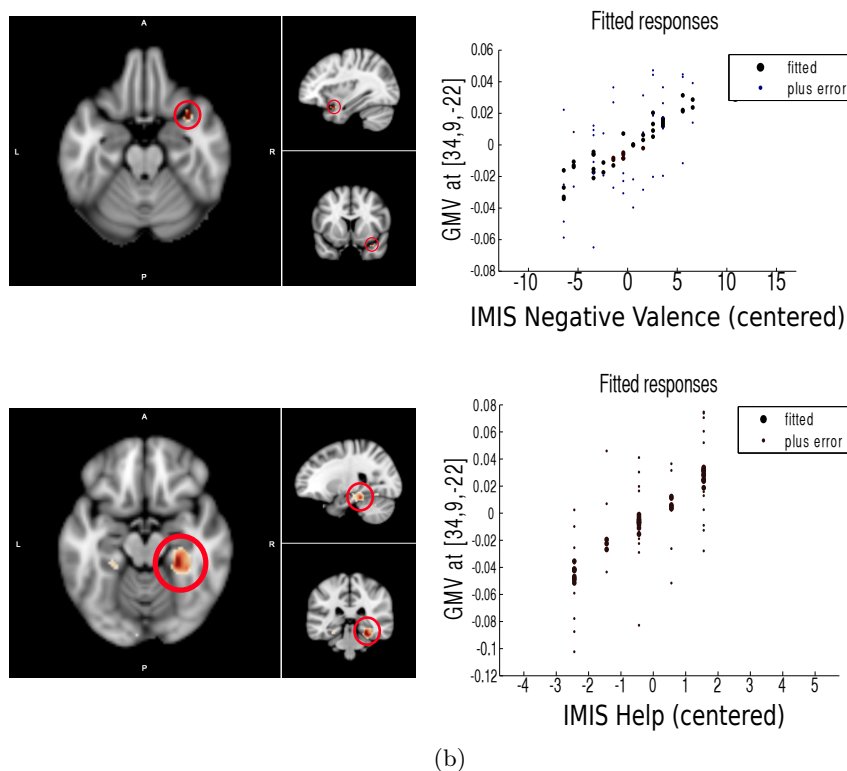 A
L
R
P
Fitted responses
fitted
plus error
GMV at [34,9,-22]
0.06
0.04
0.02
0
-0.02
-0.04
-0.06
-0.08
-10
-5
0
5
10
15
IMIS Negative Valence (centered)
A
L
R
P
Fitted responses
fitted
plus error
GMV at [34,9,-22]
0.08
0.06
0.04
0.02
0
-0.02
-0.04
-0.06
-0.08
-0.1
-0.12
-4
-3
-2
-1
0
1
2
3
4
5
IMIS Help (centered)
(b)